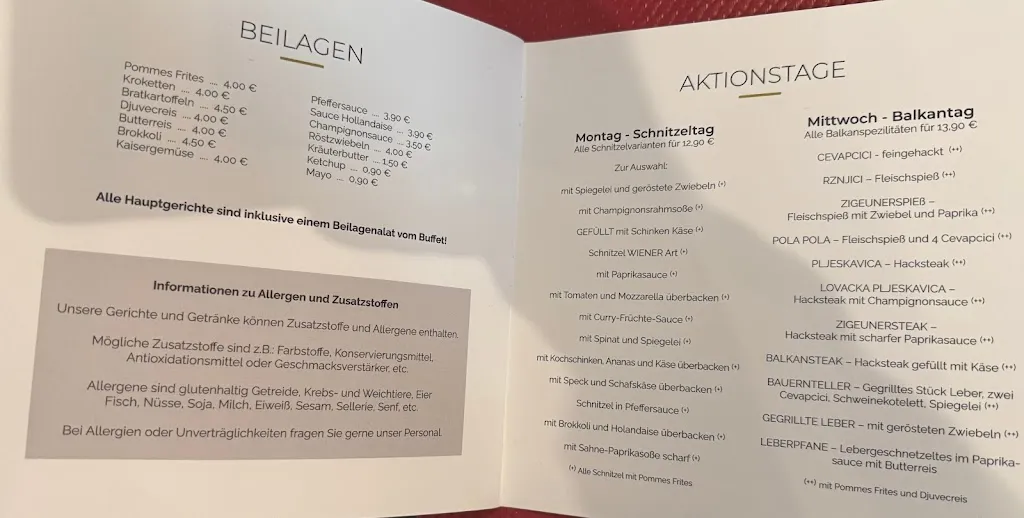 BEILAGEN
Pommes Frites .... 4.00 €
Kroketten .... 4.00 €
Bratkartoffeln .... 4.50 €
Djuvecreis .... 4.00 €
Butterreis .... 4.00 €
Brokkoli .... 4.50 €
Kaisergemüse .... 4.00 €
Pfeffersauce .... 3.90 €
Sauce Hollandaise .... 3.90 €
Champignonsauce .... 3.50 €
Röstzwiebeln .... 4.00 €
Kräuterbutter .... 1.50 €
Ketchup .... 0,90 €
Mayo .... 0,90 €
Alle Hauptgerichte sind inklusive einem Beilagenalat vom Buffet!
Informationen zu Allergen und Zusatzstoffen
Unsere Gerichte und Getränke können Zusatzstoffe und Allergene enthalten.
Mögliche Zusatzstoffe sind z.B.: Farbstoffe, Konservierungsmittel,
Antioxidationsmittel oder Geschmacksverstärker, etc.
Allergene sind glutenhaltig Getreide, Krebs- und Weichtiere, Eier
Fisch, Nüsse, Soja, Milch, Eiweiß, Sesam, Sellerie, Senf, etc.
Bei Allergien oder Unverträglichkeiten fragen Sie gerne unser Personal.
AKTIONSTAGE
Montag - Schnitzeltag
Alle Schnitzelvarianten für 12.90 €
Zur Auswahl:
mit Spiegelei und geröstete Zwiebeln (*)
mit Champignonsrahmsoße (*)
GEFÜLLT mit Schinken Käse (*)
Schnitzel WIENER Art (*)
mit Paprikasauce (*)
mit Tomaten und Mozzarella überbacken (*)
mit Curry-Früchte-Sauce (*)
mit Spinat und Spiegelei (*)
mit Kochschinken, Ananas und Käse überbacken (*)
mit Speck und Schafskäse überbacken (*)
Schnitzel in Pfeffersauce (*)
mit Brokkoli und Holandaise überbacken (*)
mit Sahne-Paprikasoße scharf (*)
(*) Alle Schnitzel mit Pommes Frites
Mittwoch - Balkantag
Alle Balkanspezilitäten für 13.90 €
CEVAPCICI - feingehackt (**)
RZNJICI – Fleischspieß (**)
ZIGEUNERSPIEß –
Fleischspieß mit Zwiebel und Paprika (**)
POLA POLA – Fleischspieß und 4 Cevapcici (**)
PLJESKAVICA – Hacksteak (**)
LOVACKA PLJESKAVICA –
Hacksteak mit Champignonsauce (**)
ZIGEUNERSTEAK –
Hacksteak mit scharfer Paprikasauce (**)
BALKANSTEAK – Hacksteak gefüllt mit Käse (**)
BAUERNTELLER – Gegrilltes Stück Leber, zwei
Cevapcici, Schweinekotelett, Spiegelei (**)
GEGRILLTE LEBER – mit gerösteten Zwiebeln (**)
LEBERPFANE – Lebergeschnetzeltes im Paprika-
sauce mit Butterreis
(**) mit Pommes Frites und Djuvecreis